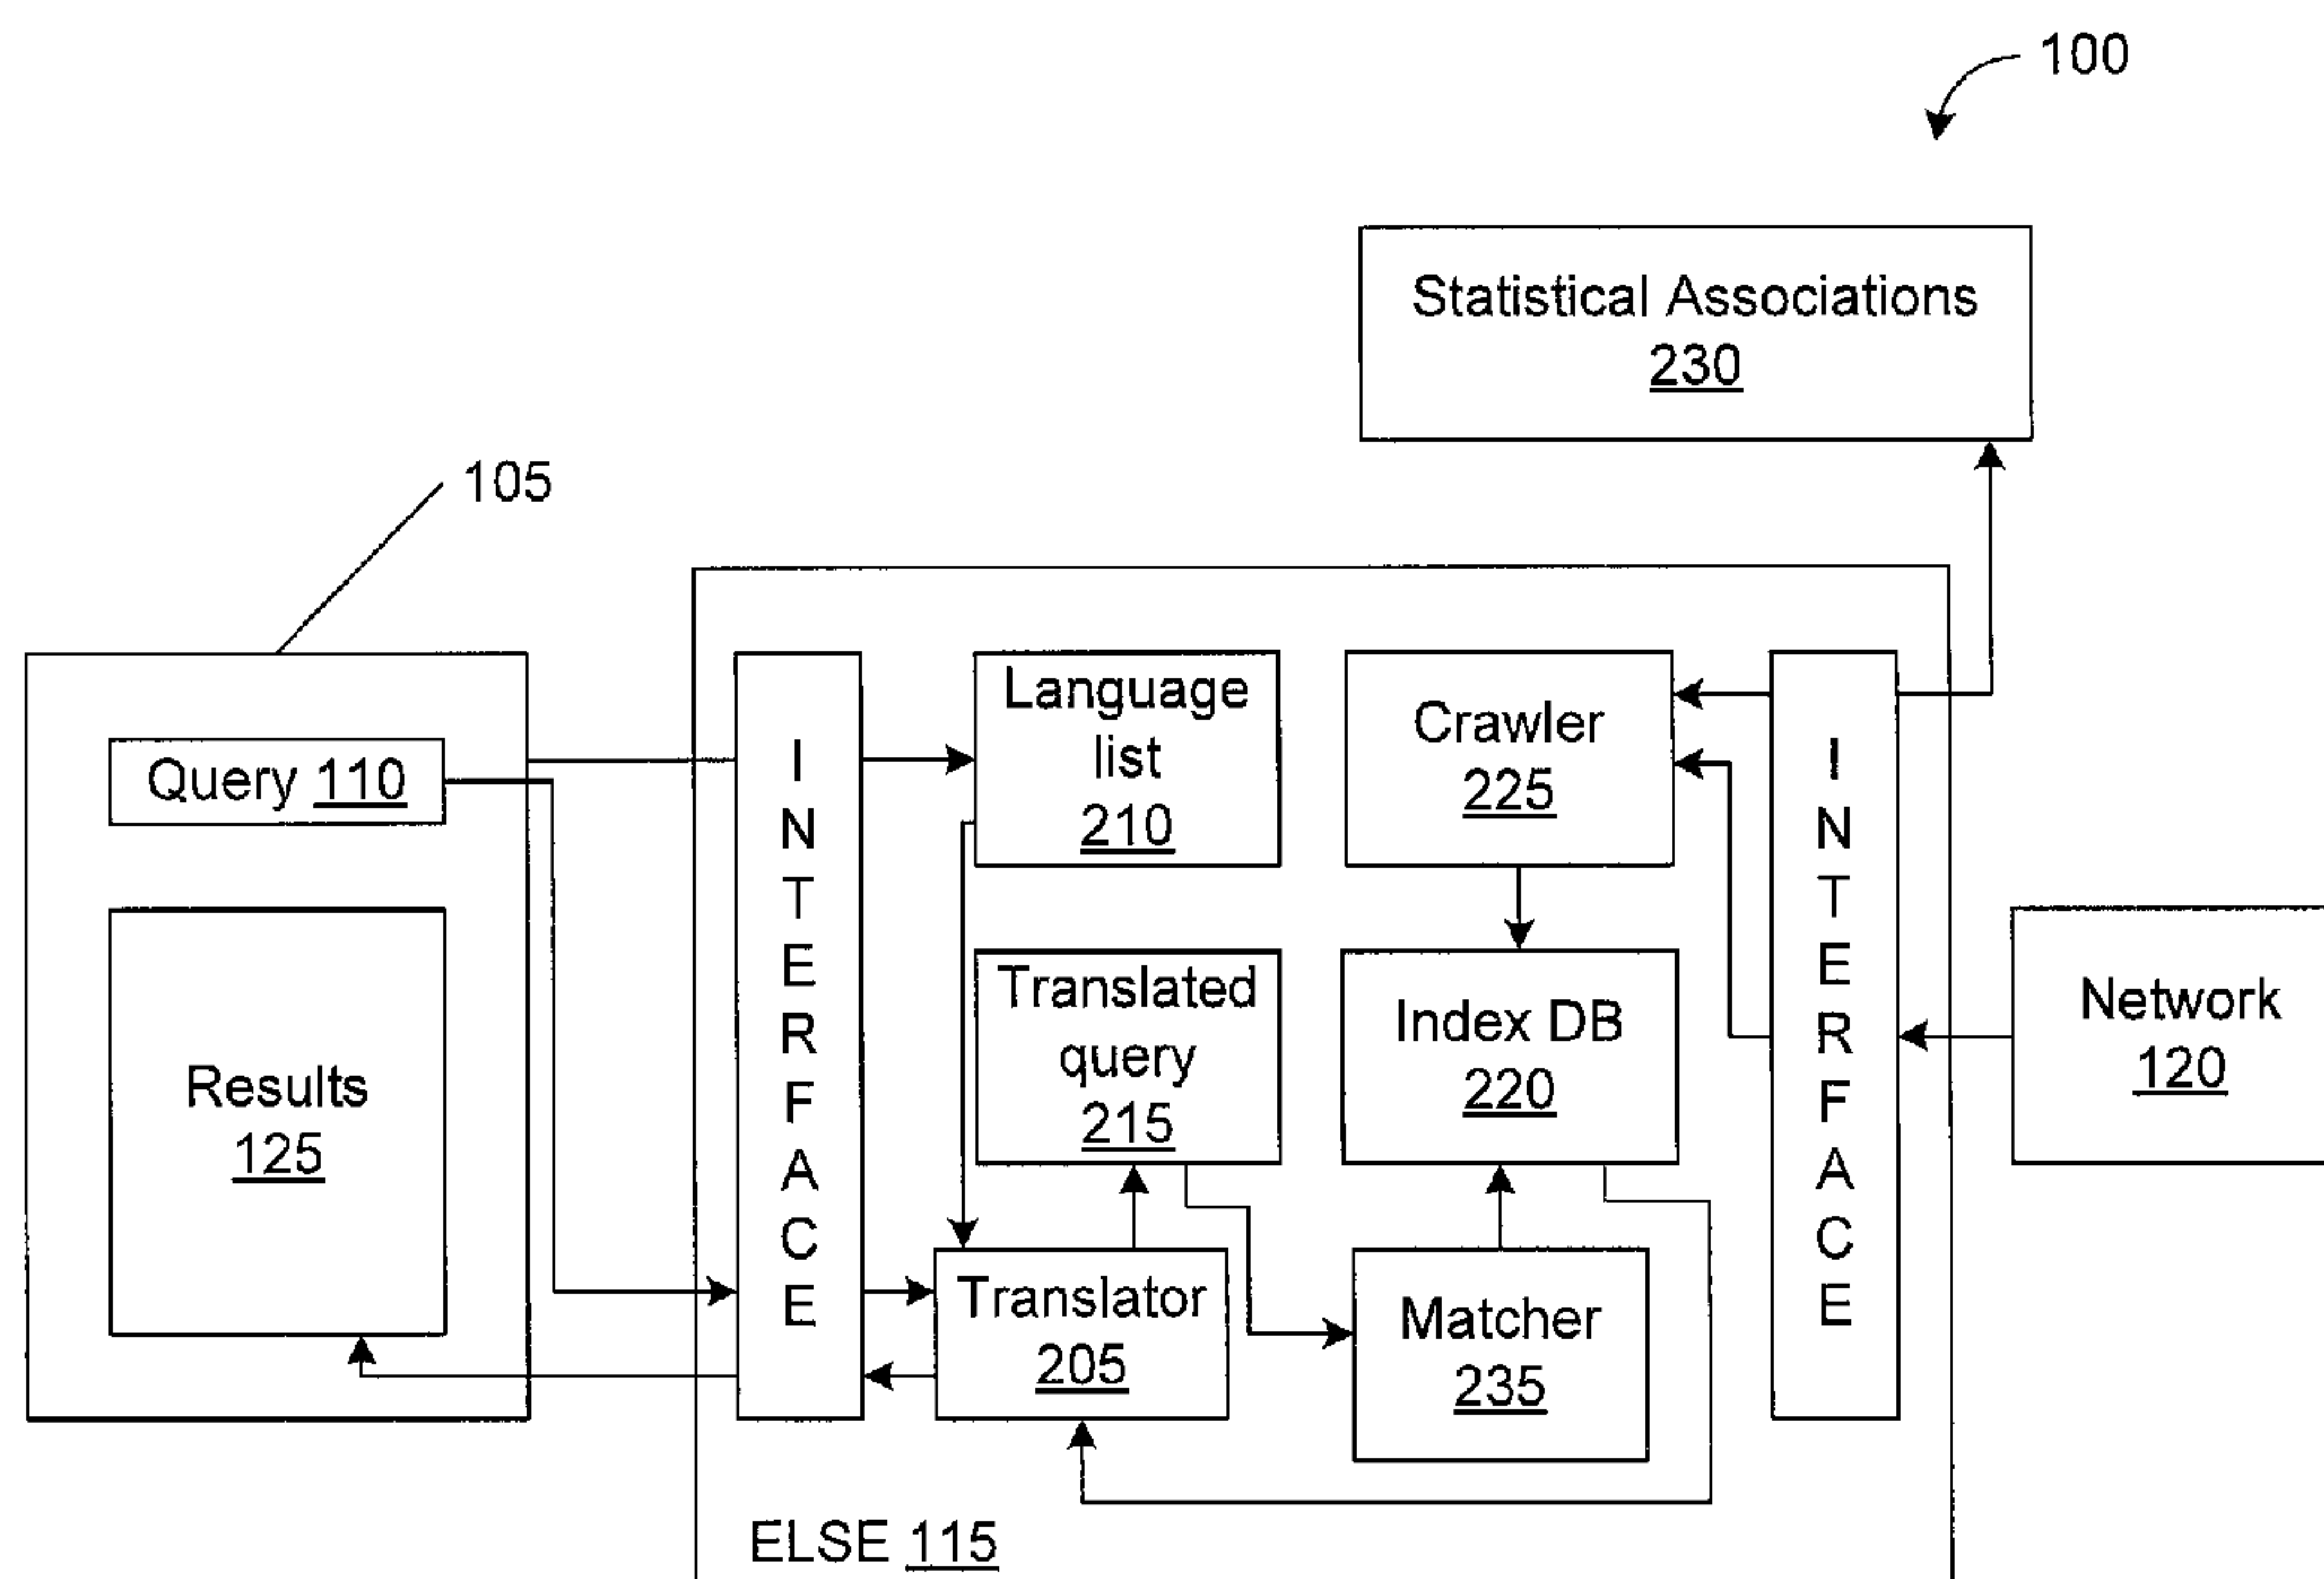 100
Statistical Associations
230
105
Query 110
Results
125
I
N
T
E
R
F
A
C
E
Language
list
210
Translated
query
215
Translator
205
Crawler
225
Index DB
220
Matcher
235
I
N
T
E
R
F
A
C
E
Network
120
ELSE 115